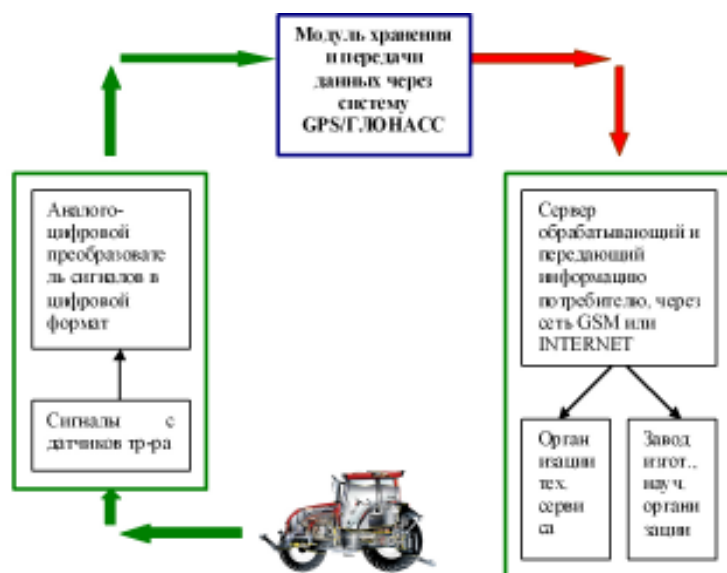 Модуль хранения
и передачи
данных через
систему
GPS/ГЛОНАСС
Аналого-
цифровой
преобразовате
ль сигналов в
цифровой
формат
Сигналы с
датчиков тр-ра
Сервер
обрабатывающий и
передающий
информацию
потребителю, через
сеть GSM или
INTERNET
Орган
изации
тех.
серви
са
Завод
изгот.,
науч.
органи
зации